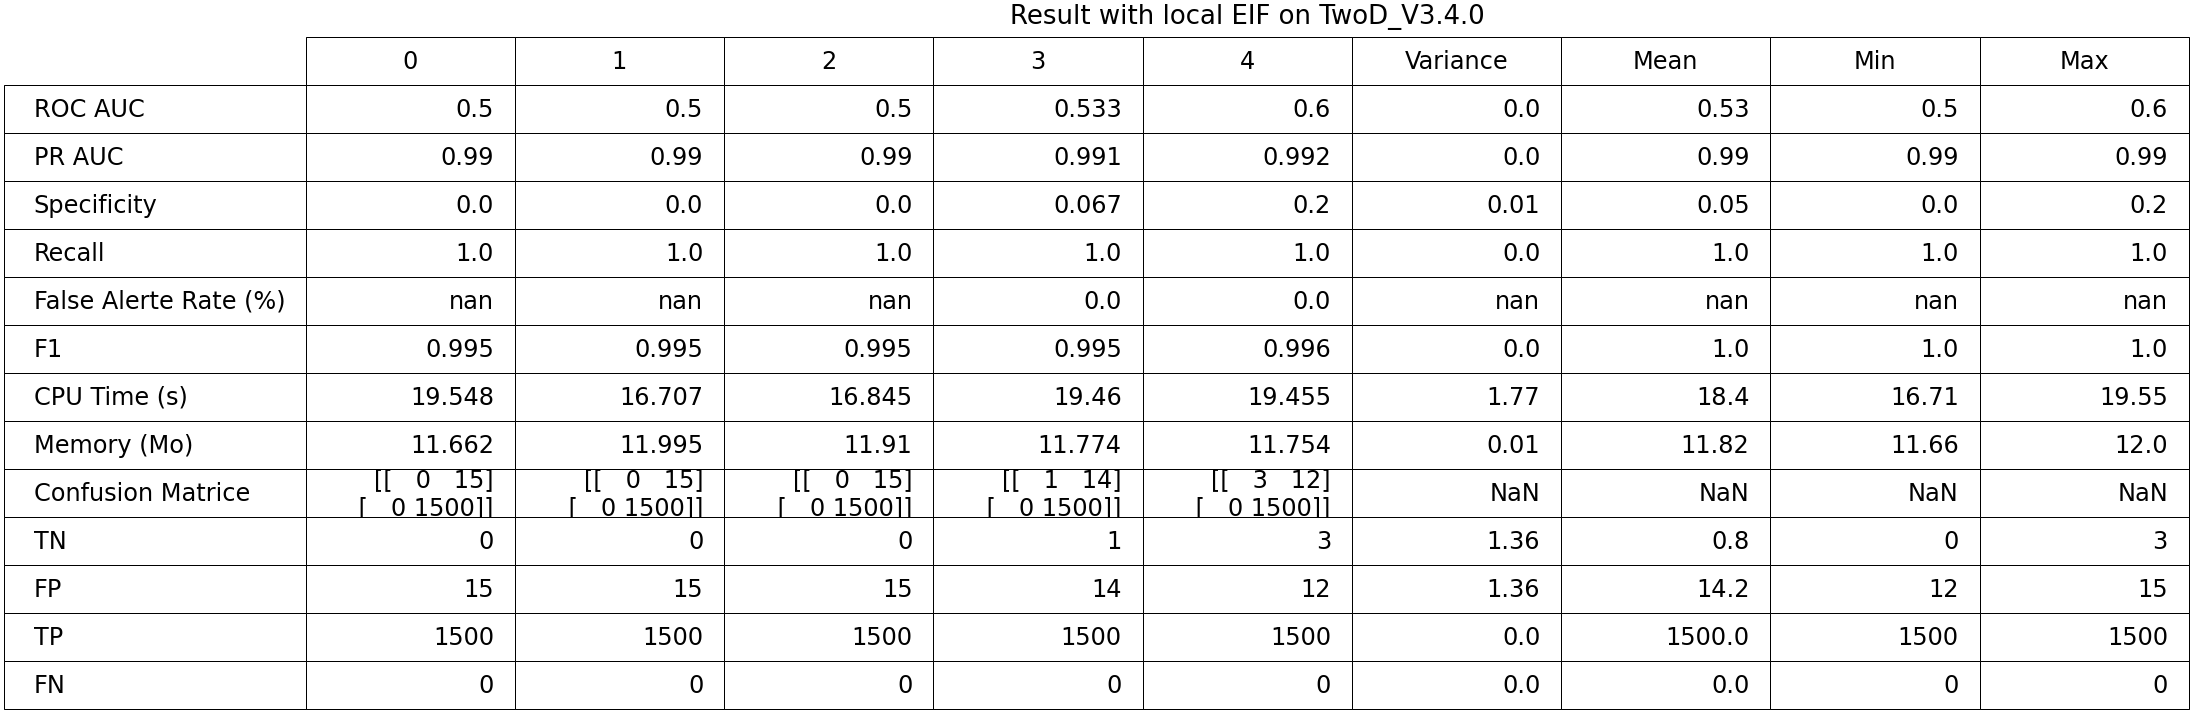 Result with local EIF on TwoD_V3.4.0
0 1 2 3 4 Variance Mean Min Max
ROC AUC 0.5 0.5 0.5 0.533 0.6 0.0 0.53 0.5 0.6
PR AUC 0.99 0.99 0.99 0.991 0.992 0.0 0.99 0.99 0.99
Specificity 0.0 0.0 0.0 0.067 0.2 0.01 0.05 0.0 0.2
Recall 1.0 1.0 1.0 1.0 1.0 0.0 1.0 1.0 1.0
False Alerte Rate (%) nan nan nan 0.0 0.0 nan nan nan nan
F1 0.995 0.995 0.995 0.995 0.996 0.0 1.0 1.0 1.0
CPU Time (s) 19.548 16.707 16.845 19.46 19.455 1.77 18.4 16.71 19.55
Memory (Mo) 11.662 11.995 11.91 11.774 11.754 0.01 11.82 11.66 12.0
[[ 0 15] [[ 0 15] [[ 0 15] [[ 1 14] [[ 3 12]
Confusion Matrice NaN NaN NaN NaN
[ 0 1500]] [ 0 1500]] [ 0 1500]] [ 0 1500]] [ 0 1500]]
TN 0 0 0 1 3 1.36 0.8 0 3
FP 15 15 15 14 12 1.36 14.2 12 15
TP 1500 1500 1500 1500 1500 0.0 1500.0 1500 1500
FN 0 0 0 0 0 0.0 0.0 0 0